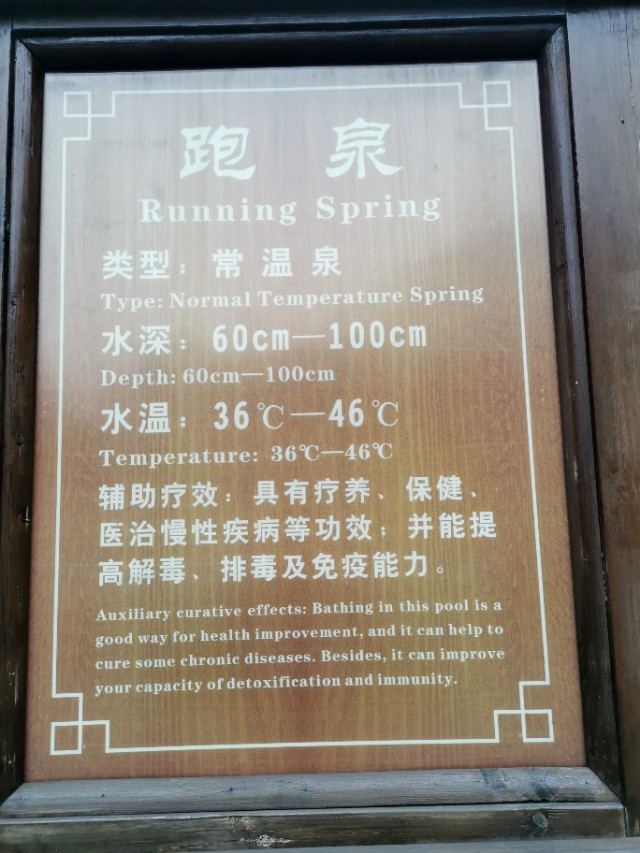 跑 泉
Running Spring
类型：常 温 泉
Type: Normal Temperature Spring
水深：60cm—100cm
Depth: 60cm—100cm
水温：36℃—46℃
Temperature: 36℃—46℃
辅助疗效：具有疗养、保健、
医治慢性疾病等功效；并能提
高解毒、排毒及免疫能力。
Auxiliary curative effects: Bathing in this pool is a
good way for health improvement, and it can help to
cure some chronic diseases. Besides, it can improve
your capacity of detoxification and immunity.